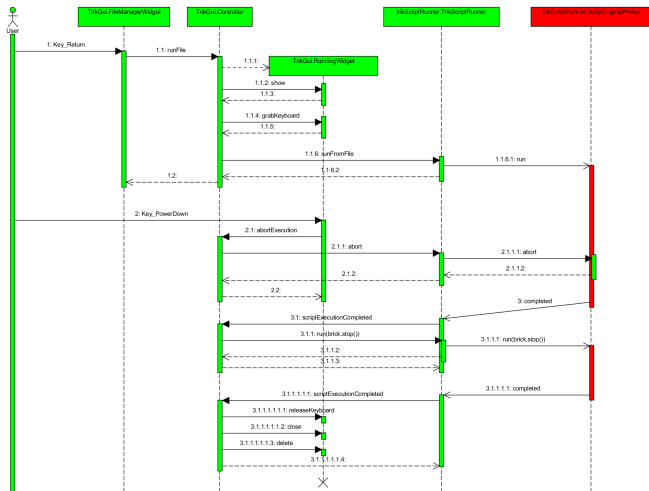 TrikGui.FileManagerWidget
TrikGui.Controller
trikScriptRunner.TrikScriptRunner
trikScriptRunner.ScriptEngineWorker
User
1: Key_Return
1.1: runFile
1.1.1:
TrikGui.RunningWidget
1.1.2: show
1.1.3:
1.1.4: grabKeyboard
1.1.5:
1.1.6: runFromFile
1.1.6.1: run
1.1.6.2:
1.2:
2: Key_PowerDown
2.1: abortExecution
2.1.1: abort
2.1.1.1: abort
2.1.1.2:
2.1.2:
2.2:
3: completed
3.1: scriptExecutionCompleted
3.1.1: run(brick.stop())
3.1.1.1: run(brick.stop())
3.1.1.2:
3.1.1.3:
3.1.1.1.1: completed
3.1.1.1.1.1: scriptExecutionCompleted
3.1.1.1.1.1.1: releaseKeyboard
3.1.1.1.1.1.2: close
3.1.1.1.1.1.3: delete
3.1.1.1.1.1.4: